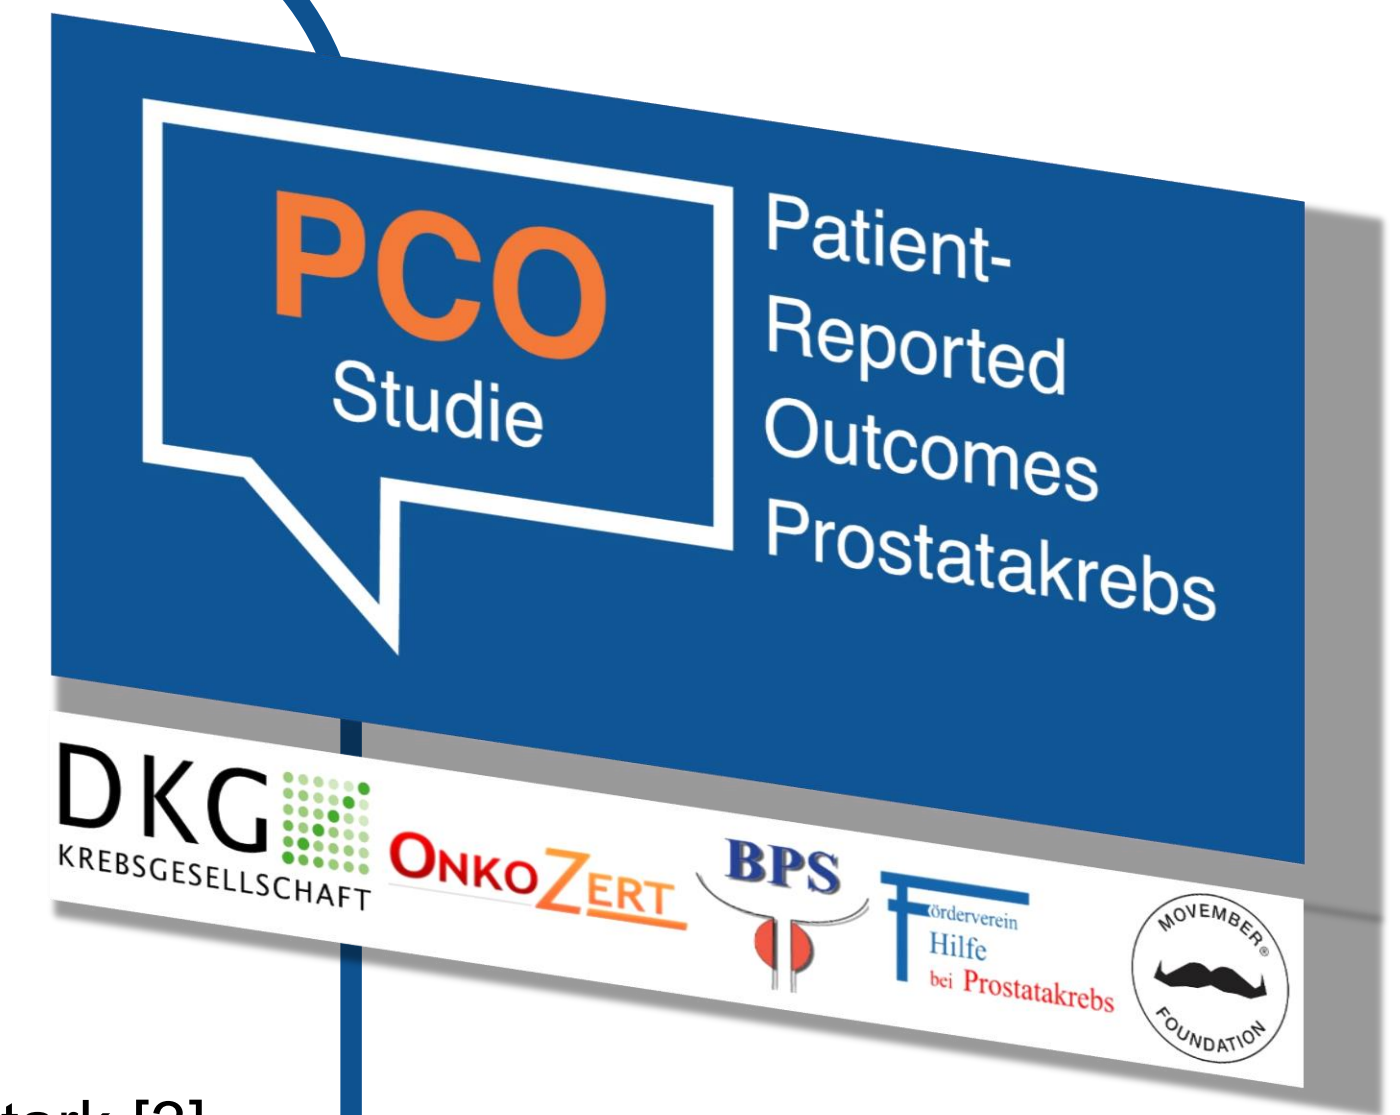 PCO
Studie
Patient-
Reported
Outcomes
Prostatakrebs
DKG
KREBSGESELLSCHAFT
ONKOZERT
BPS
Förderverein
Hilfe
bei Prostatakrebs
MOVEMBER®
FOUNDATION